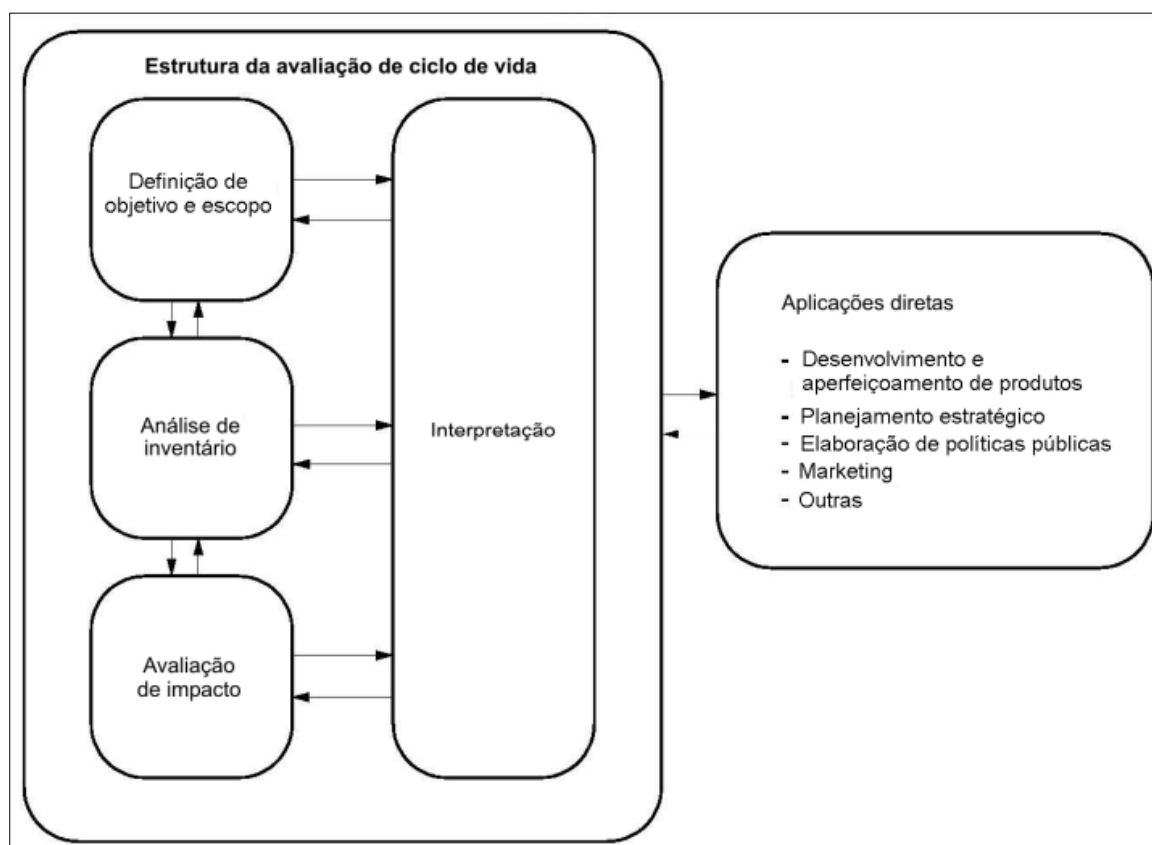 Estrutura da avaliação de ciclo de vida
Definição de
objetivo e escopo
Análise de
inventário
Avaliação
de impacto
Interpretação
Aplicações diretas
- Desenvolvimento e
aperfeiçoamento de produtos
- Planejamento estratégico
- Elaboração de políticas públicas
- Marketing
- Outras